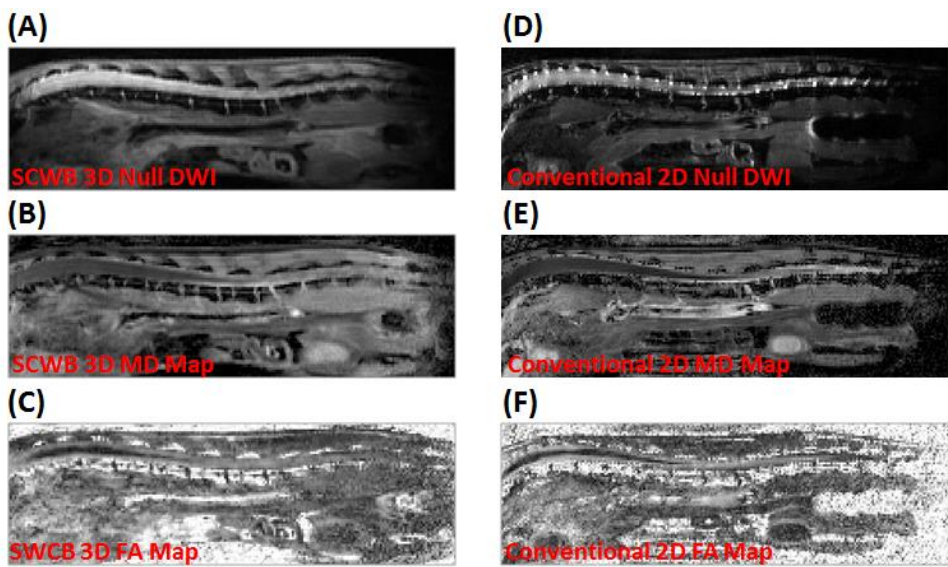 (A)
(D)
SCWB 3D Null DWI
Conventional 2D Null DWI
(B)
(E)
SCWB 3D MD Map
Conventional 2D MD Map
(C)
(F)
SWCB 3D FA Map
Conventional 2D FA Map